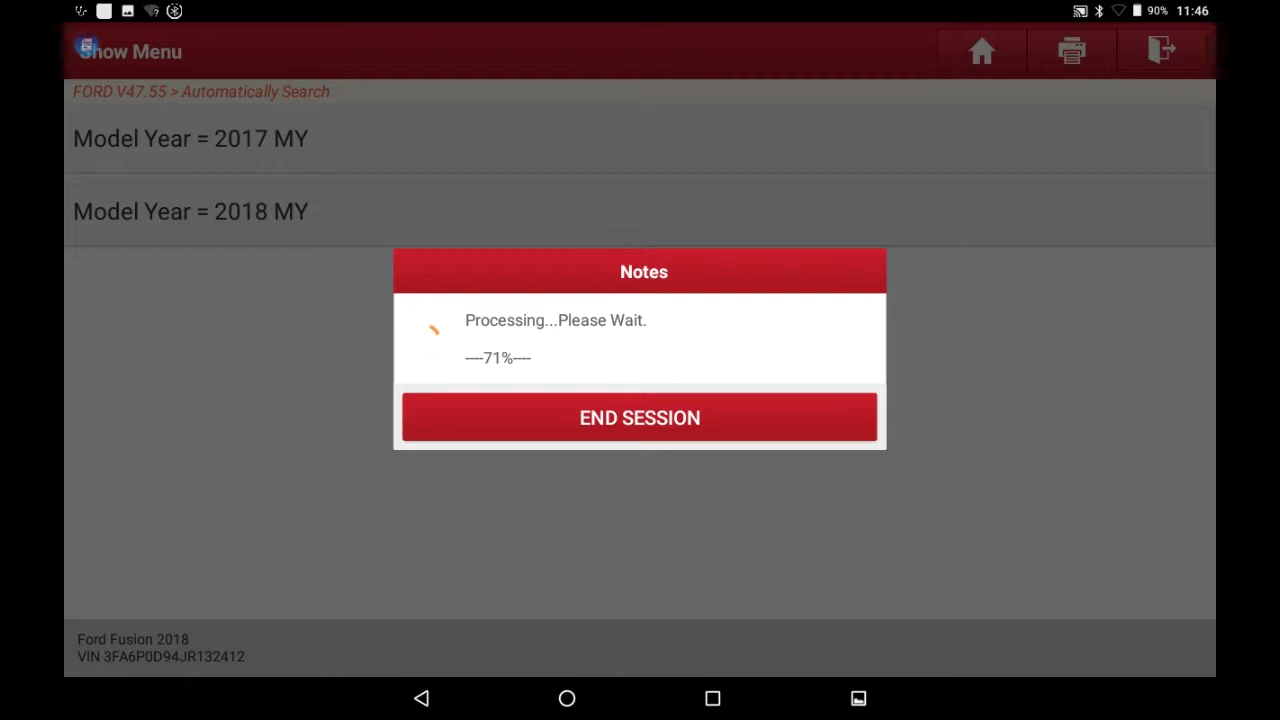 90% 11:46
Show Menu
FORD V47.55 > Automatically Search
Model Year = 2017 MY
Model Year = 2018 MY
Notes
Processing...Please Wait.
----71%----
END SESSION
Ford Fusion 2018
VIN 3FA6P0D94JR132412